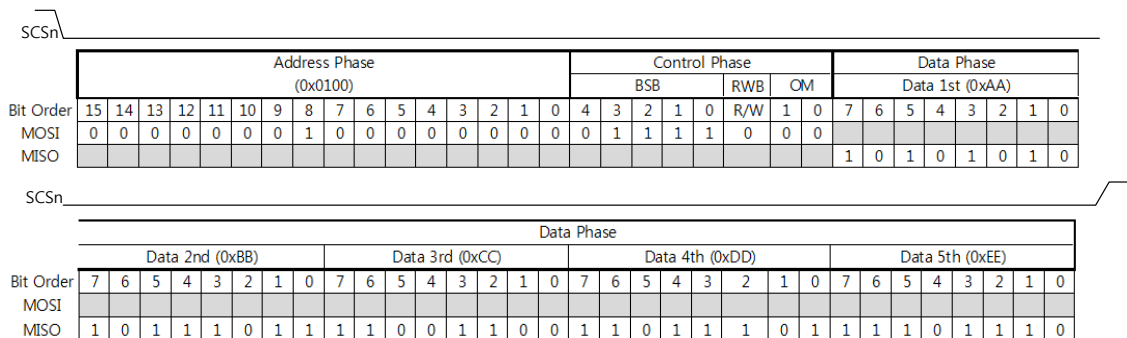 SCSn
Address Phase Control Phase Data Phase
(0x0100) BSB RWB OM Data 1st (0xAA)
Bit Order 15 14 13 12 11 10 9 8 7 6 5 4 3 2 1 0 4 3 2 1 0 R/W 1 0 7 6 5 4 3 2 1 0
MOSI 0 0 0 0 0 0 0 1 0 0 0 0 0 0 0 0 0 1 1 1 1 0 0 0
MISO 1 0 1 0 1 0 1 0
SCSn
Data Phase
Data 2nd (0xBB) Data 3rd (0xCC) Data 4th (0xDD) Data 5th (0xEE)
Bit Order 7 6 5 4 3 2 1 0 7 6 5 4 3 2 1 0 7 6 5 4 3 2 1 0 7 6 5 4 3 2 1 0
MOSI
MISO 1 0 1 1 1 0 1 1 1 1 0 0 1 1 0 0 1 1 0 1 1 1 0 1 1 1 1 0 1 1 1 0